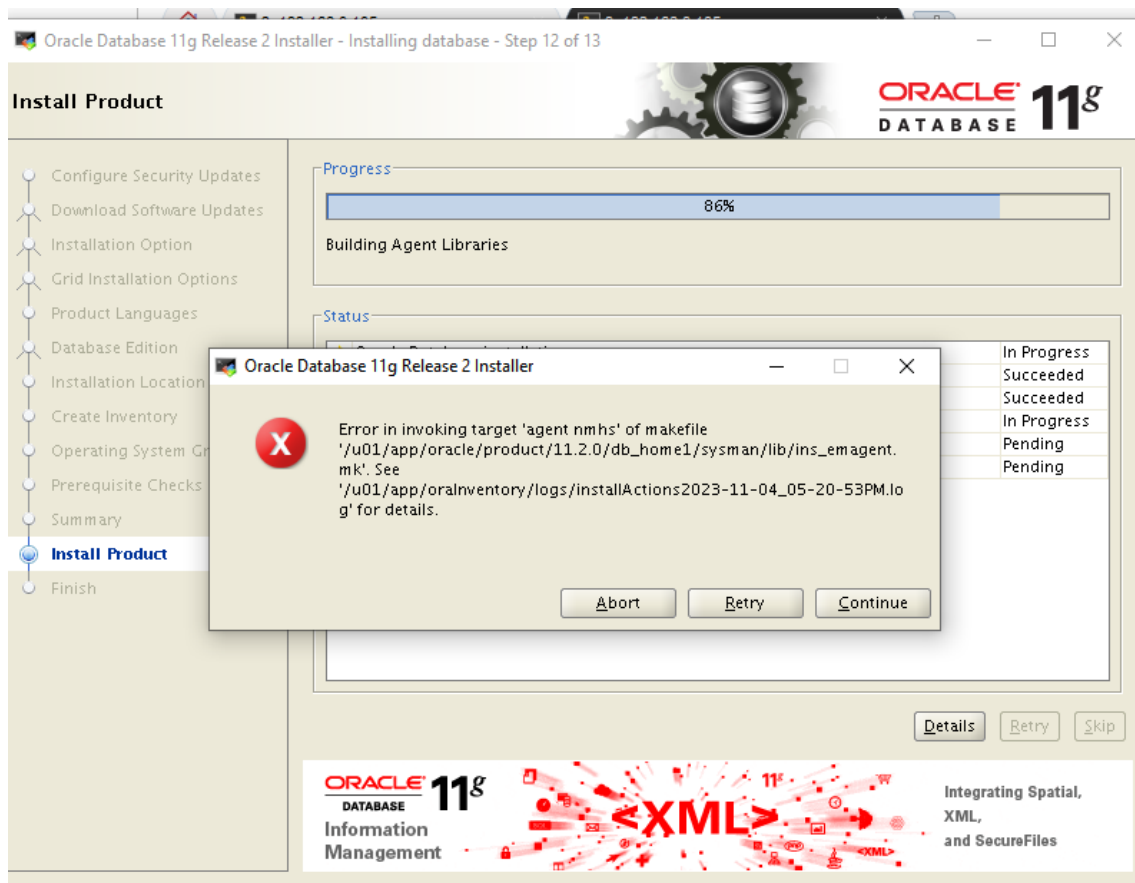 Oracle Database 11g Release 2 Installer - Installing database - Step 12 of 13
Install Product
ORACLE
DATABASE
11g
Configure Security Updates
Download Software Updates
Installation Option
Grid Installation Options
Product Languages
Database Edition
Installation Location
Create Inventory
Operating System Gr
Prerequisite Checks
Summary
Install Product
Finish
Progress
86%
Building Agent Libraries
Status
In Progress
Succeeded
Succeeded
In Progress
Pending
Pending
Oracle Database 11g Release 2 Installer
Error in invoking target 'agent nmhs' of makefile
'/u01/app/oracle/product/11.2.0/db_home1/sysman/lib/ins_emagent.
mk'. See
'/u01/app/oraInventory/logs/installActions2023-11-04_05-20-53PM.lo
g' for details.
Abort Retry Continue
Details Retry Skip
ORACLE
DATABASE
11g
Information
Management
<XML>
11g
<XML>
Integrating Spatial,
XML,
and SecureFiles